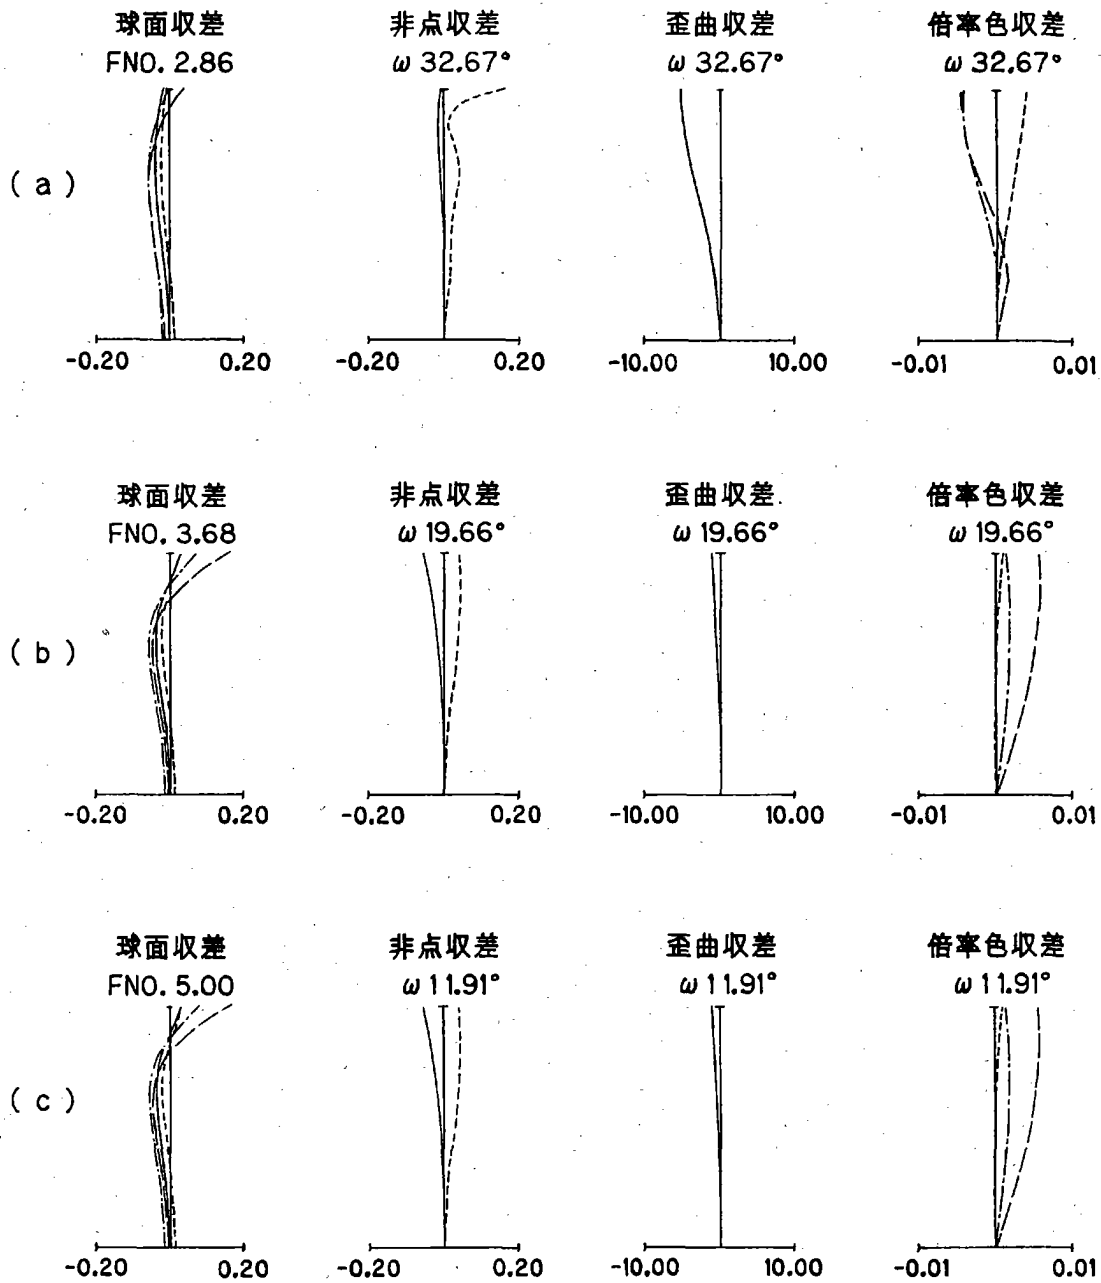 球面収差 非点収差 歪曲収差 倍率色収差
FNO. 2.86 ω 32.67° ω 32.67° ω 32.67°
(a)
-0.20 0.20 -0.20 0.20 -10.00 10.00 -0.01 0.01
球面収差 非点収差 歪曲収差 倍率色収差
FNO. 3.68 ω 19.66° ω 19.66° ω 19.66°
(b)
-0.20 0.20 -0.20 0.20 -10.00 10.00 -0.01 0.01
球面収差 非点収差 歪曲収差 倍率色収差
FNO. 5.00 ω 11.91° ω 11.91° ω 11.91°
(c)
-0.20 0.20 -0.20 0.20 -10.00 10.00 -0.01 0.01